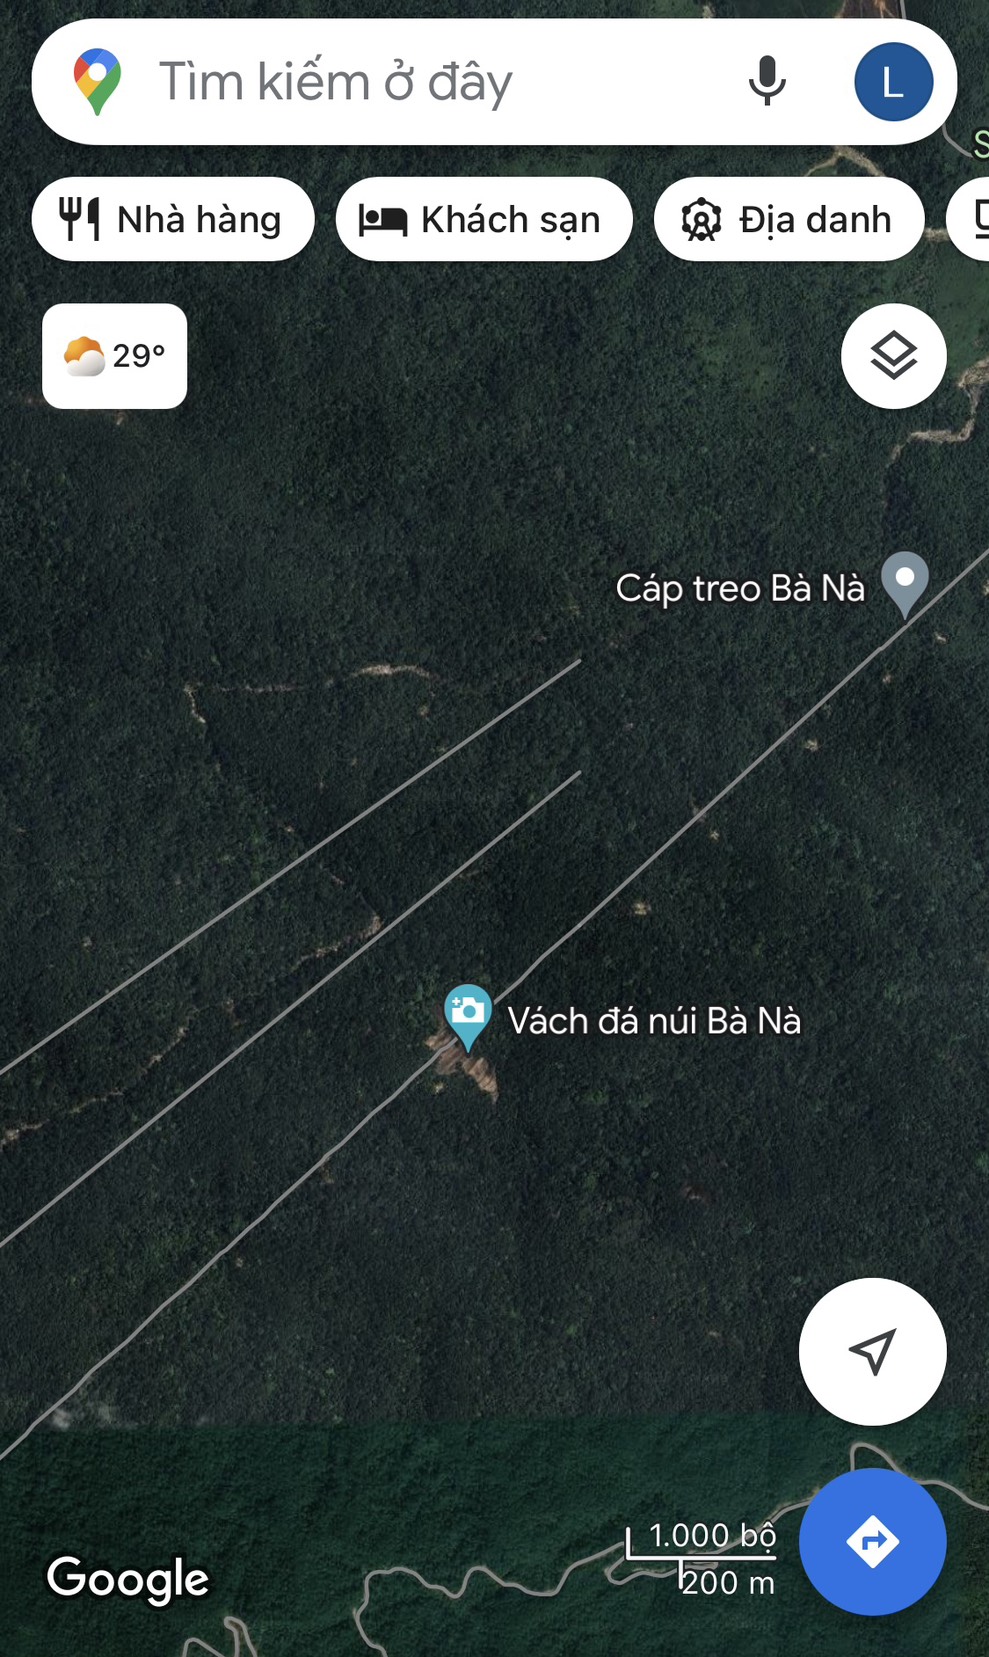 Tìm kiếm ở đây
L
Nhà hàng
Khách sạn
Địa danh
29°
Cáp treo Bà Nà
Vách đá núi Bà Nà
1.000 bộ
200 m
Google